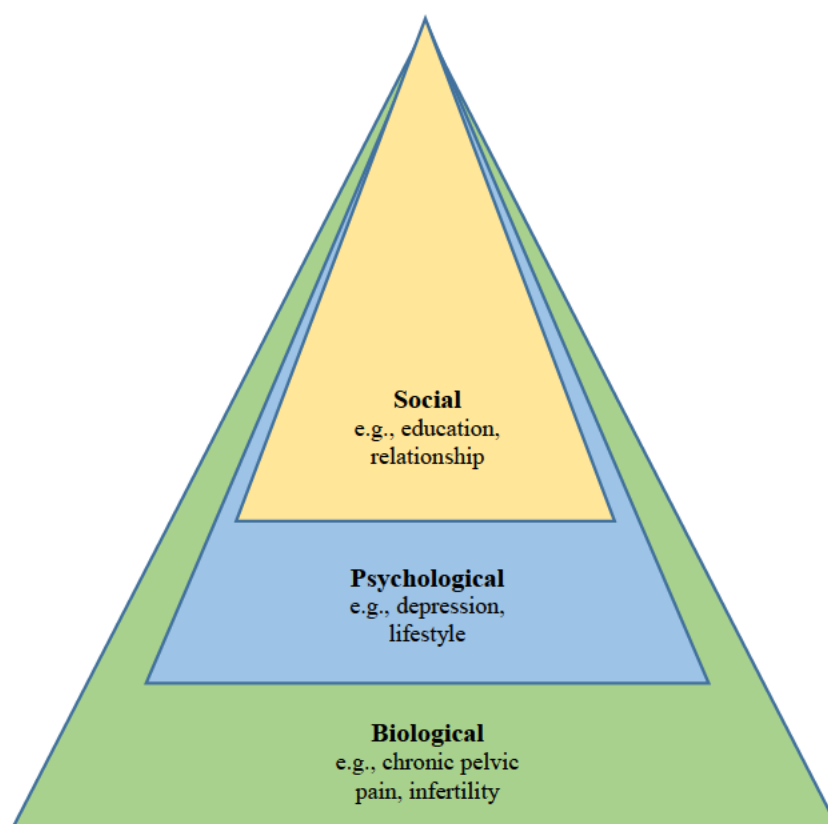 Social
e.g., education,
relationship
Psychological
e.g., depression,
lifestyle
Biological
e.g., chronic pelvic
pain, infertility